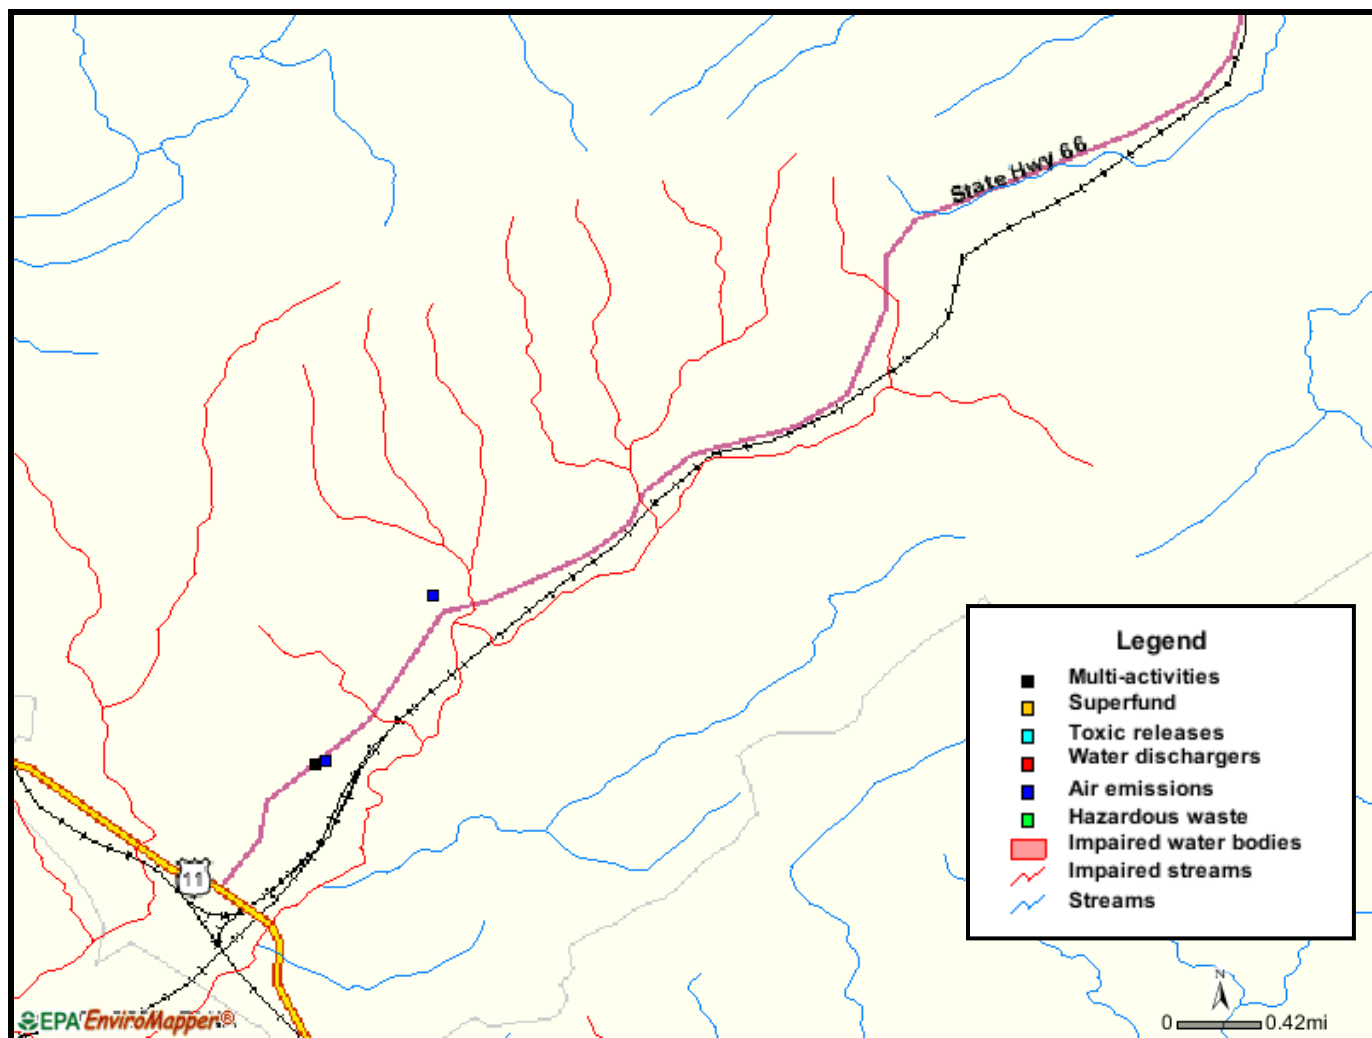 State Hwy 66
Legend
Multi-activities
Superfund
Toxic releases
Water dischargers
Air emissions
Hazardous waste
Impaired water bodies
Impaired streams
Streams
11
N
EPA EnviroMapper®
0 0.42mi